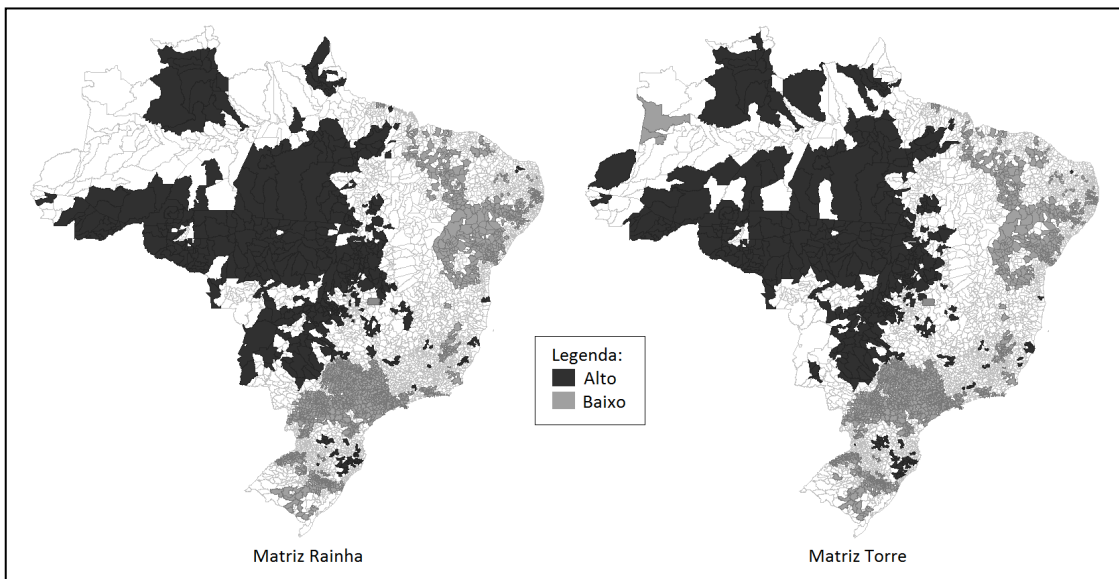 Legenda:
Alto
Baixo
Matriz Rainha
Matriz Torre